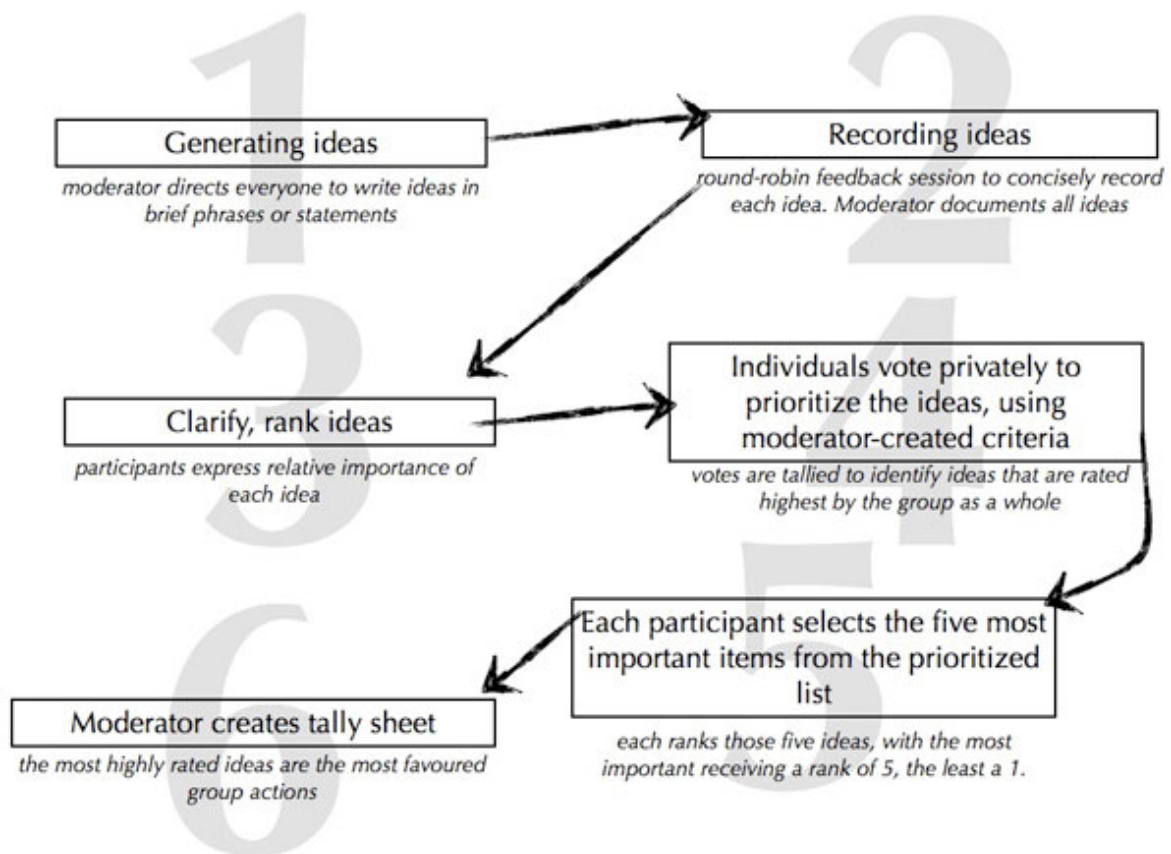 1
Generating ideas
moderator directs everyone to write ideas in
brief phrases or statements
2
Recording ideas
round-robin feedback session to concisely record
each idea. Moderator documents all ideas
3
Clarify, rank ideas
participants express relative importance of
each idea
4
Individuals vote privately to
prioritize the ideas, using
moderator-created criteria
votes are tallied to identify ideas that are rated
highest by the group as a whole
5
Each participant selects the five most
important items from the prioritized
list
each ranks those five ideas, with the most
important receiving a rank of 5, the least a 1.
6
Moderator creates tally sheet
the most highly rated ideas are the most favoured
group actions